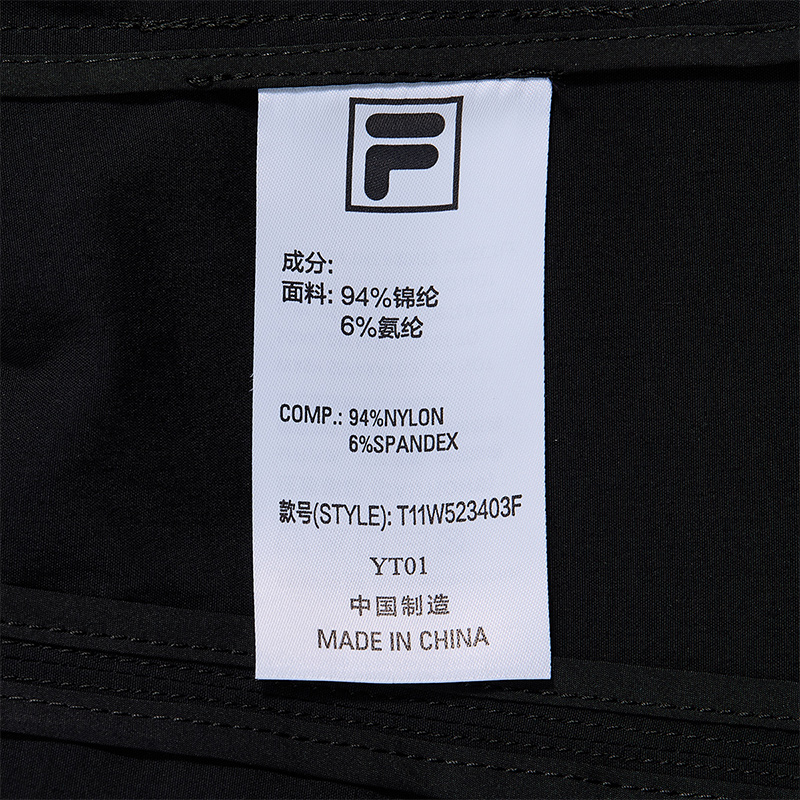 F
成分:
面料: 94%锦纶
6%氨纶
COMP.: 94%NYLON
6%SPANDEX
款号(STYLE): T11W523403F
YT01
中国制造
MADE IN CHINA